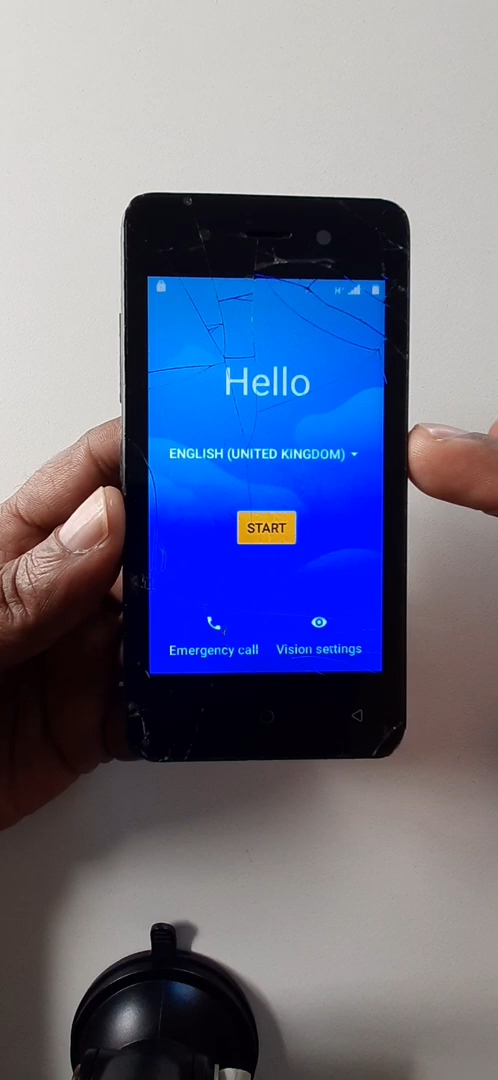 H+
Hello
ENGLISH (UNITED KINGDOM)
START
Emergency call
Vision settings